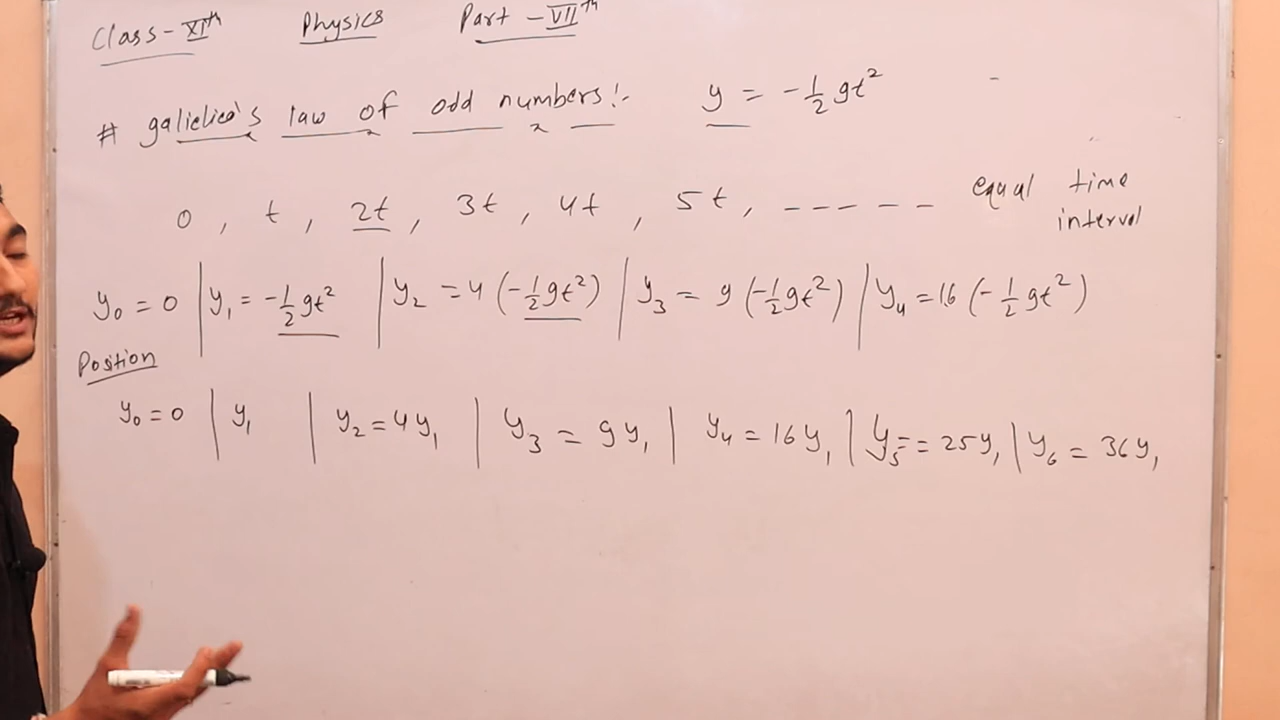 Class-XIth Physics Part-VIIth
# galielieo's law of odd numbers:- y = -1/2 gt²
0, t, 2t, 3t, 4t, 5t, ----- equal time
interval
y₀ = 0 | y₁ = -1/2 gt² | y₂ = 4(-1/2 gt²) | y₃ = 9(-1/2 gt²) | y₄ = 16(-1/2 gt²)
Position
y₀ = 0 | y₁ | y₂ = 4y₁ | y₃ = 9y₁ | y₄ = 16y₁ | y₅ = = 25y₁ | y₆ = 36y₁